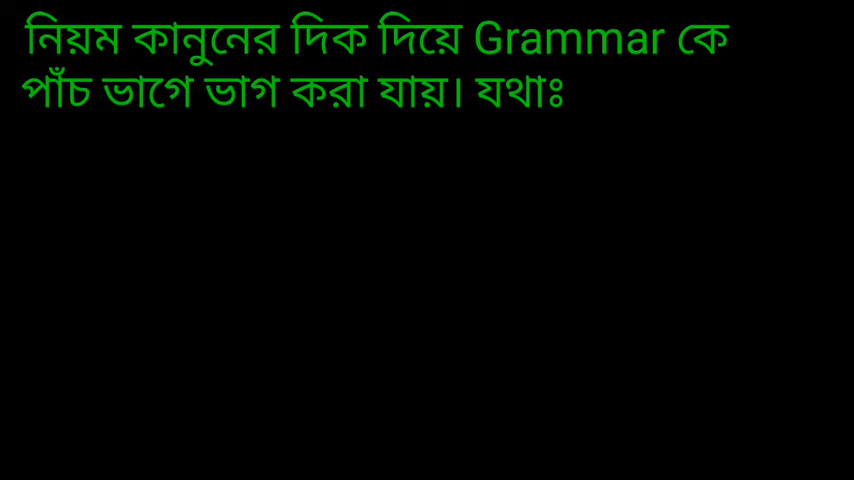 নিয়ম কানুনের দিক দিয়ে Grammar কে
পাঁচ ভাগে ভাগ করা যায়। যথাঃ